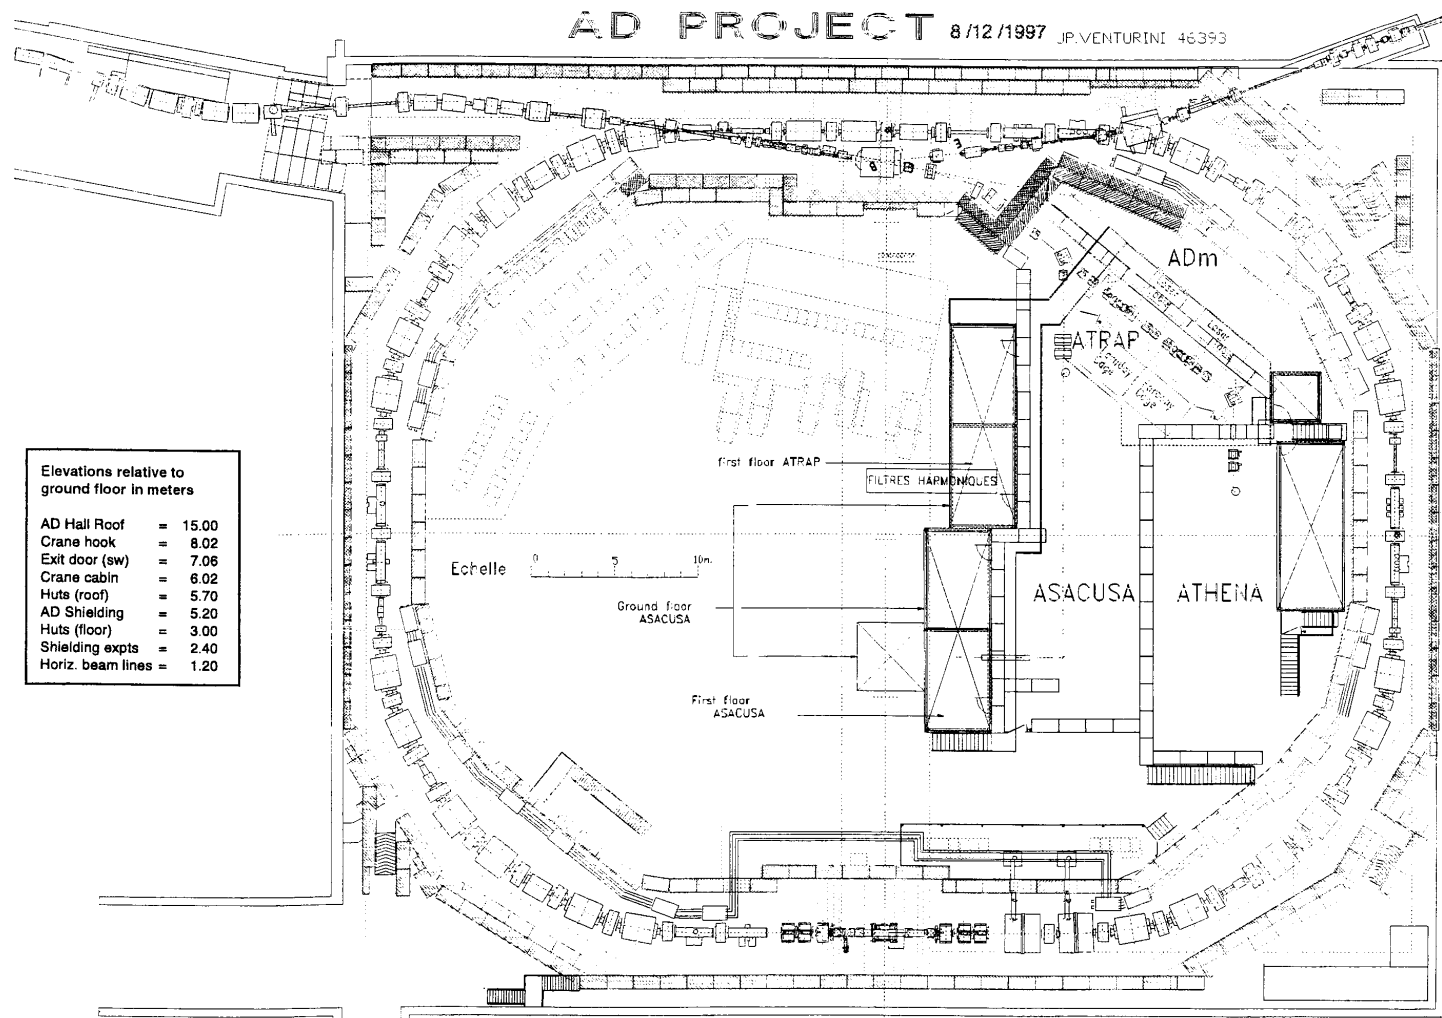 AD PROJECT 8/12/1997 JP.VENTURINI 46393
ADm
ATRAP
Laser
first floor ATRAP
FILTRES HARMONIQUES
Elevations relative to
ground floor in meters
AD Hall Roof = 15.00
Crane hook = 8.02
Exit door (sw) = 7.06
Crane cabin = 6.02
Huts (roof) = 5.70
AD Shielding = 5.20
Huts (floor) = 3.00
Shielding expts = 2.40
Horiz. beam lines = 1.20
Echelle 0 5 10m.
Ground floor
ASACUSA
ASACUSA
ATHENA
First floor
ASACUSA